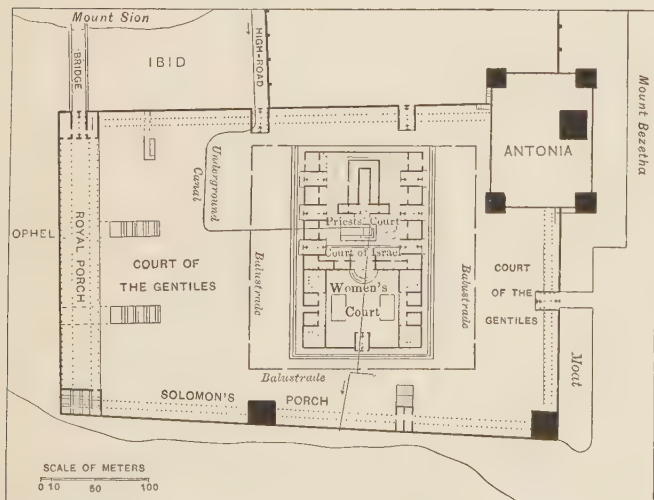 Mount Sion
BRIDGE
IBID
HIGH-ROAD
Mount Bezetha
ANTONIA
Underground
Canal
OPHEL
ROYAL PORCH
COURT OF
THE GENTILES
Balustrade
Priests' Court
Court of Israel
Women's
Court
Balustrade
COURT
OF THE
GENTILES
Moat
Balustrade
SOLOMON'S
PORCH
SCALE OF METERS
0 10 50 100